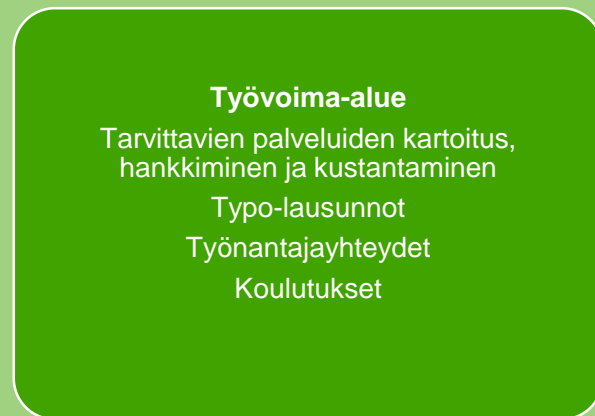 Työvoima-alue
Tarvittavien palveluiden kartoitus,
hankkiminen ja kustantaminen
Typo-lausunnot
Työnantajayhteydet
Koulutukset